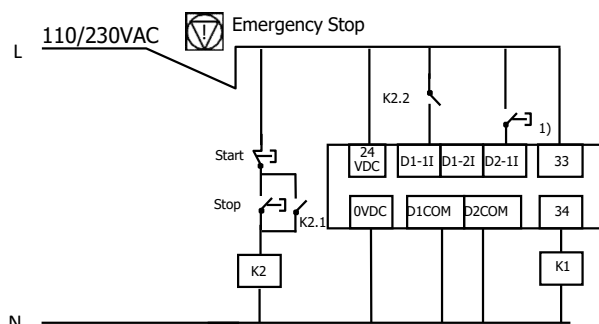 110/230VAC
Emergency Stop
L
K2.2
1)
Start
24
VDC
D1-1I
D1-2I
D2-1I
33
Stop
K2.1
0VDC
D1COM
D2COM
34
K2
K1
N